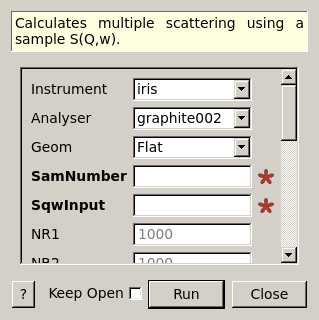 Calculates multiple scattering using a
sample S(Q,w).
Instrument iris
Analyser graphite002
Geom Flat
SamNumber *
SqwInput *
NR1 1000
NR2 1000
? Keep Open Run Close